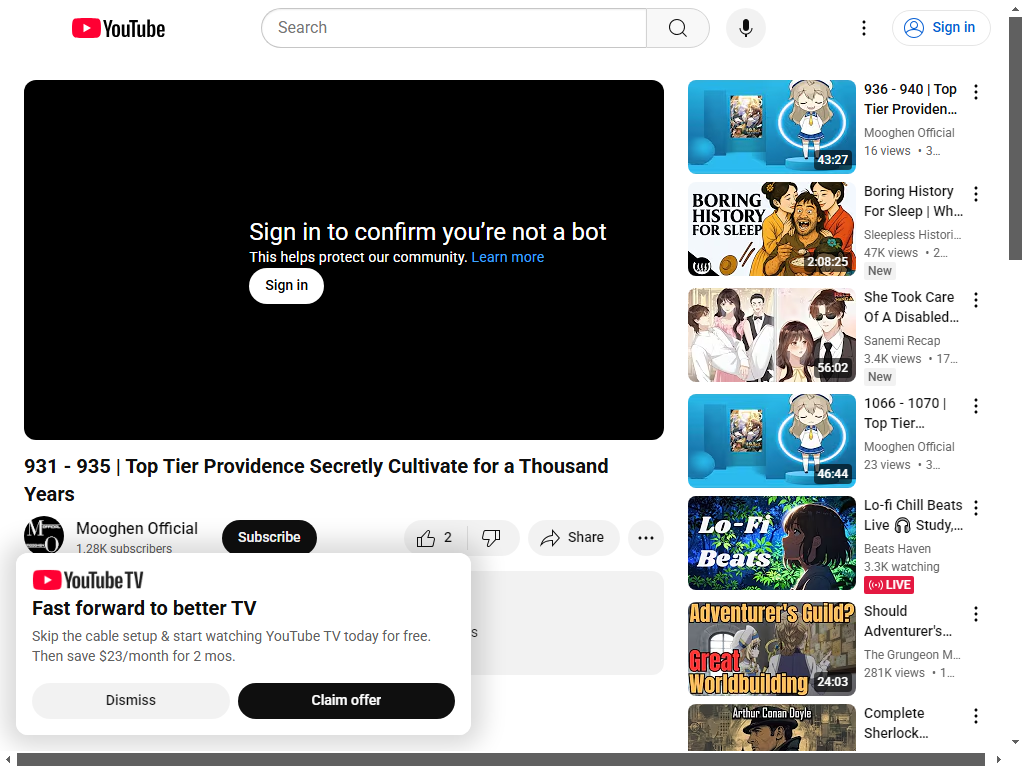 YouTube
Search
Sign in
Sign in to confirm you’re not a bot
This helps protect our community. Learn more
Sign in
931 - 935 | Top Tier Providence Secretly Cultivate for a Thousand
Years
Mooghen Official
1.28K subscribers
Subscribe
2
Share
s
YouTube TV
Fast forward to better TV
Skip the cable setup & start watching YouTube TV today for free.
Then save $23/month for 2 mos.
Dismiss
Claim offer
43:27
936 - 940 | Top
Tier Providen…
Mooghen Official
16 views • 3…
BORING
HISTORY
FOR SLEEP
2:08:25
Boring History
For Sleep | Wh…
Sleepless Histori…
47K views • 2…
New
56:02
She Took Care
Of A Disabled…
Sanemi Recap
3.4K views • 17…
New
46:44
1066 - 1070 |
Top Tier…
Mooghen Official
23 views • 3…
Lo-Fi
Beats
Lo-fi Chill Beats
Live 🎧 Study,…
Beats Haven
3.3K watching
LIVE
Adventurer's Guild?
Great
Worldbuilding
24:03
Should
Adventurer's…
The Grungeon M…
281K views • 1…
Arthur Conan Doyle
Complete
Sherlock…